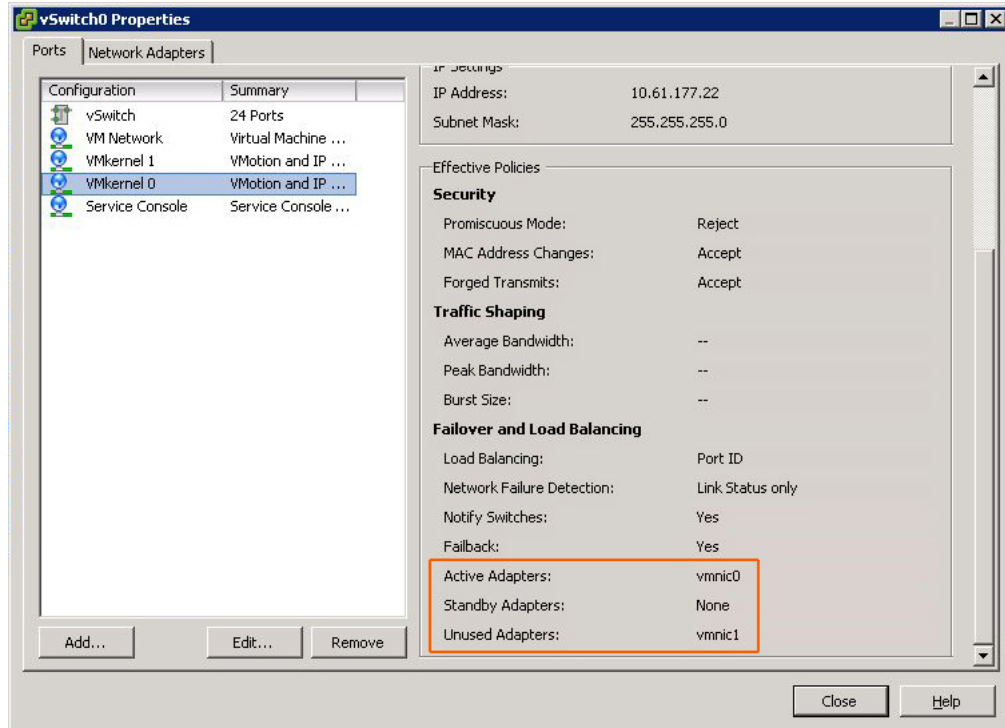 vSwitch0 Properties
Ports Network Adapters
Configuration Summary
vSwitch 24 Ports
VM Network Virtual Machine ...
VMkernel 1 VMotion and IP ...
VMkernel 0 VMotion and IP ...
Service Console Service Console ...
Add... Edit... Remove
IP Settings
IP Address: 10.61.177.22
Subnet Mask: 255.255.255.0
Effective Policies
Security
Promiscuous Mode: Reject
MAC Address Changes: Accept
Forged Transmits: Accept
Traffic Shaping
Average Bandwidth: --
Peak Bandwidth: --
Burst Size: --
Failover and Load Balancing
Load Balancing: Port ID
Network Failure Detection: Link Status only
Notify Switches: Yes
Failback: Yes
Active Adapters: vmnic0
Standby Adapters: None
Unused Adapters: vmnic1
Close Help